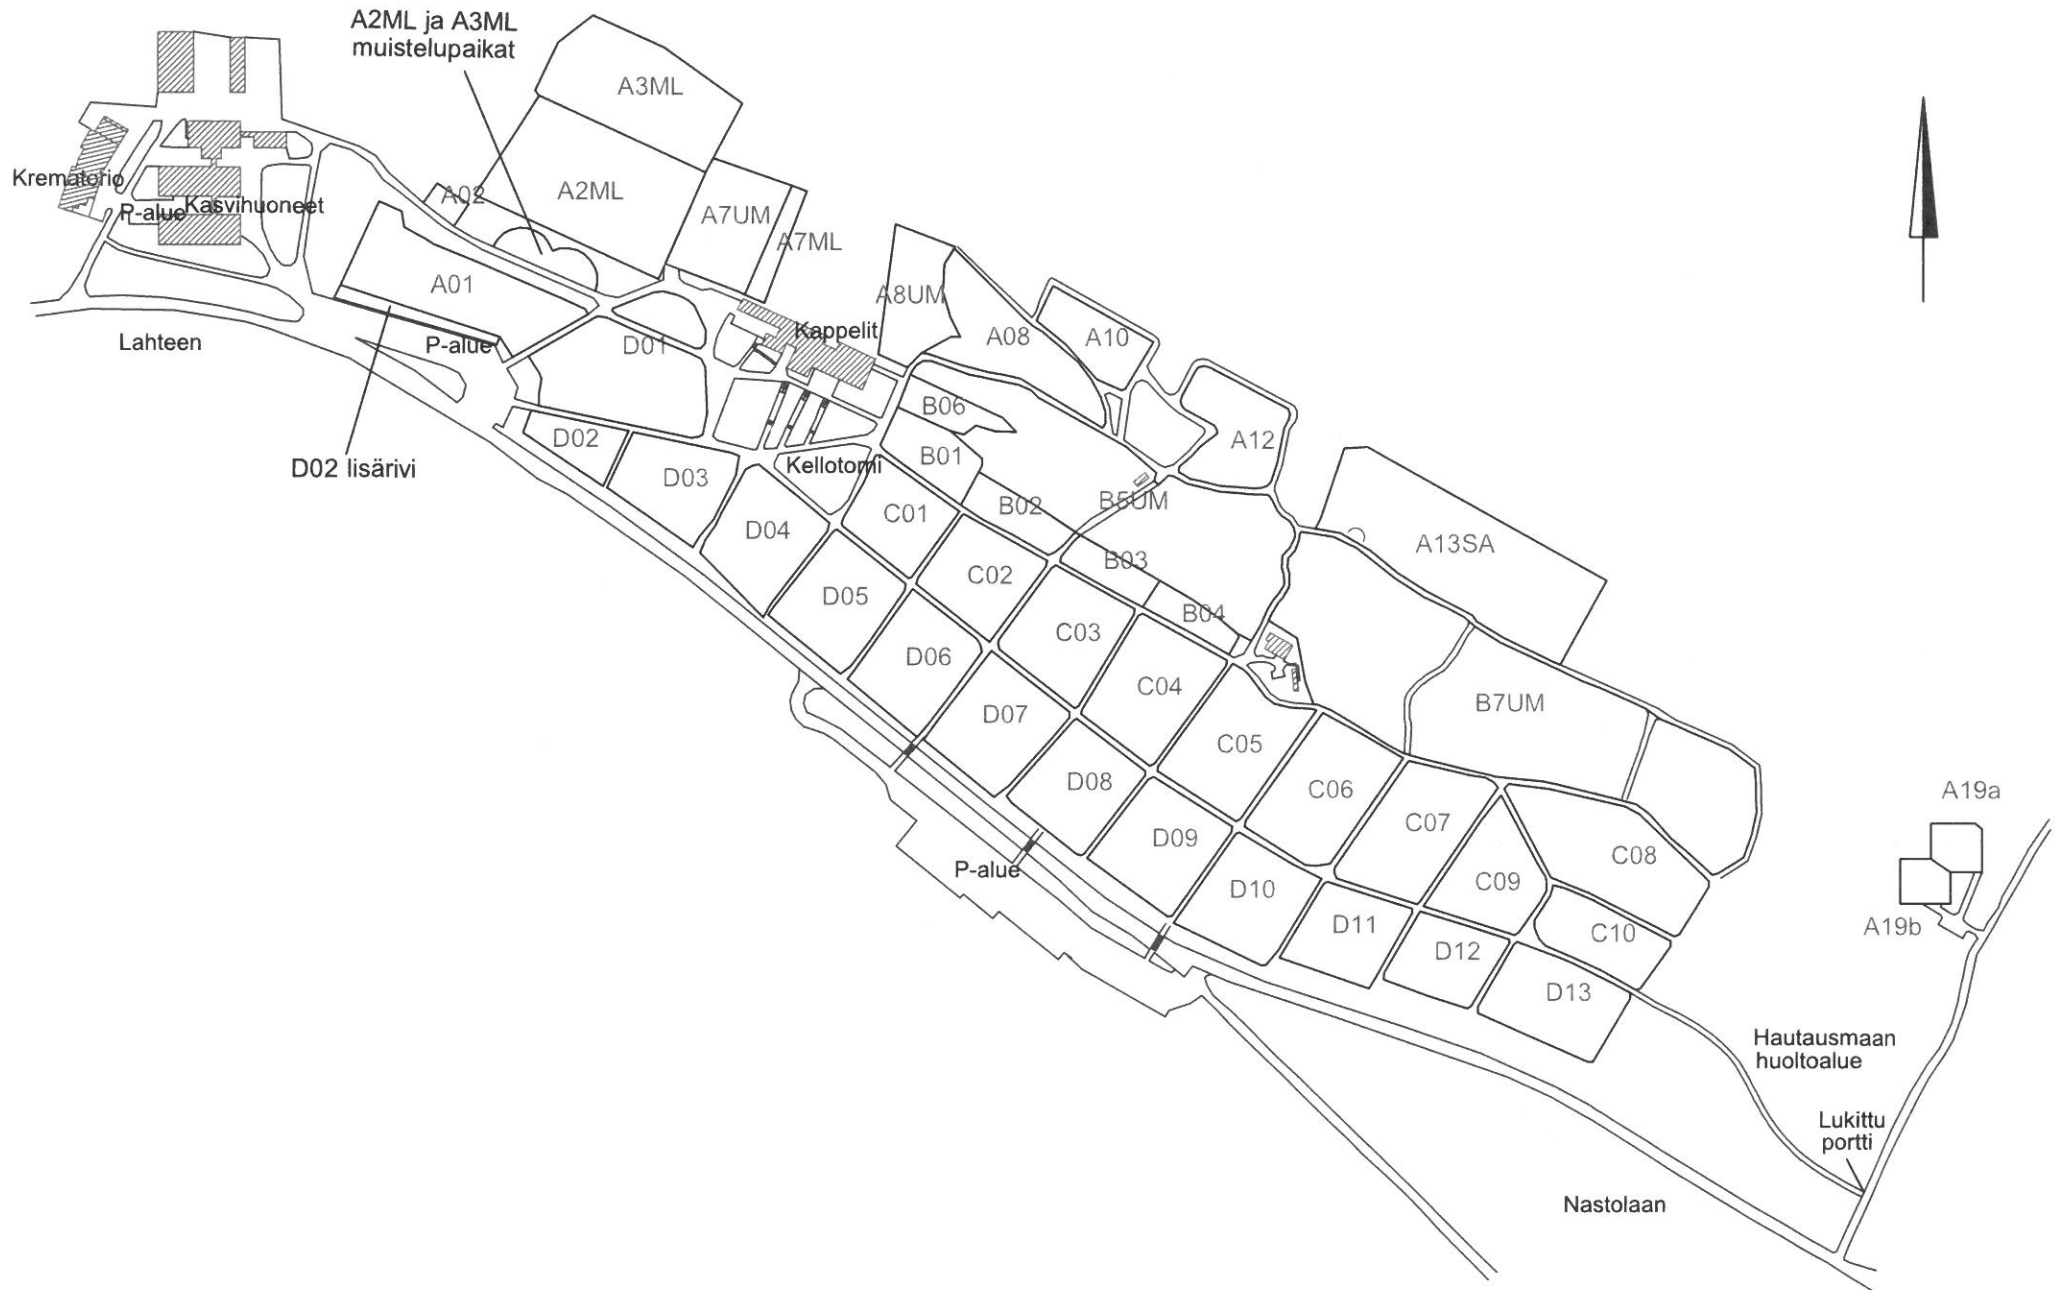 A2ML ja A3ML
muistelupaikat
A3ML
A2ML
A02
A7UM
A7ML
Krematorio
P-alue
Kasvihuoneet
A01
Lahteen
P-alue
D02 lisärivi
D01
Kappelit
A8UM
A08
A10
A12
B06
B01
B02
B5UM
B03
B04
Kellotorni
D02
D03
D04
D05
D06
D07
D08
D09
D10
D11
D12
D13
C01
C02
C03
C04
C05
C06
C07
C08
C09
C10
A13SA
B7UM
P-alue
A19a
A19b
Hautausmaan
huoltoalue
Lukittu
portti
Nastolaan